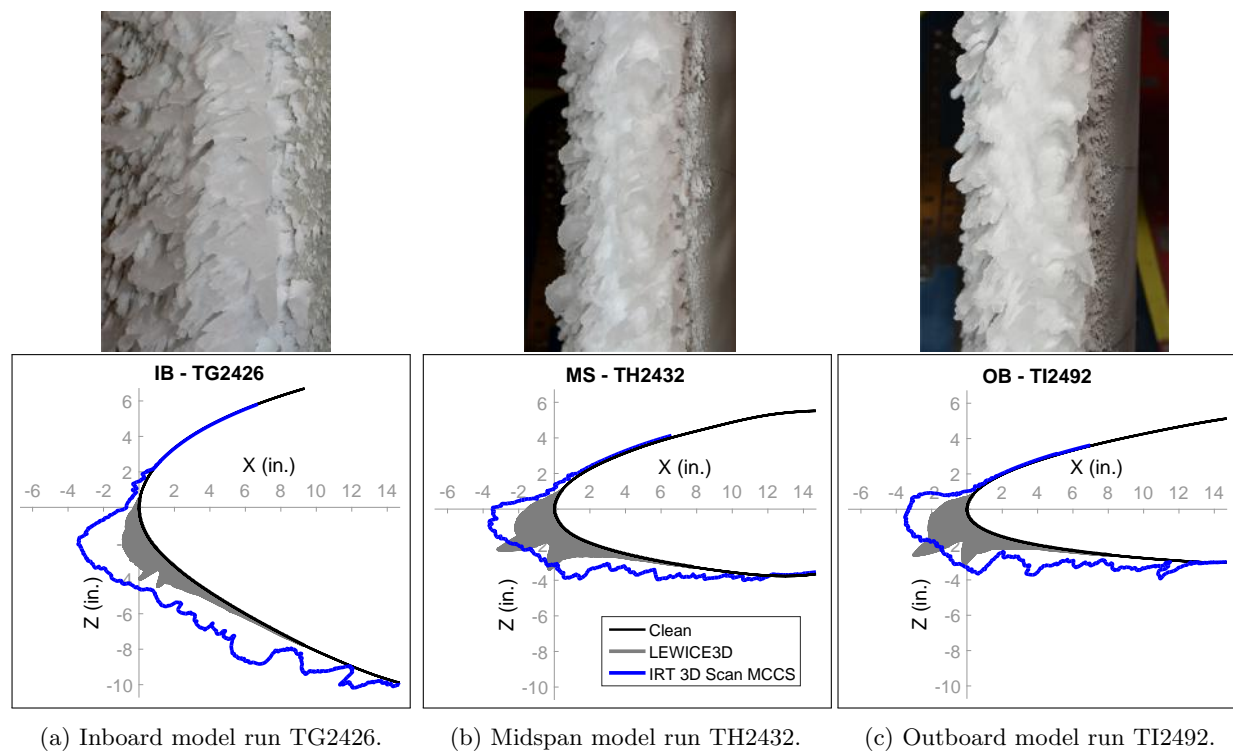 IB - TG2426
6
4
2
-2
-4
-6
-8
-10
-6 -4 -2 2 4 6 8 10 12 14
X (in.)
Z (in.)
MS - TH2432
6
4
2
-2
-4
-6
-8
-10
-6 -4 -2 2 4 6 8 10 12 14
X (in.)
Z (in.)
Clean
LEWICE3D
IRT 3D Scan MCCS
OB - TI2492
6
4
2
-2
-4
-6
-8
-10
-6 -4 -2 2 4 6 8 10 12 14
X (in.)
Z (in.)
(a) Inboard model run TG2426.
(b) Midspan model run TH2432.
(c) Outboard model run TI2492.